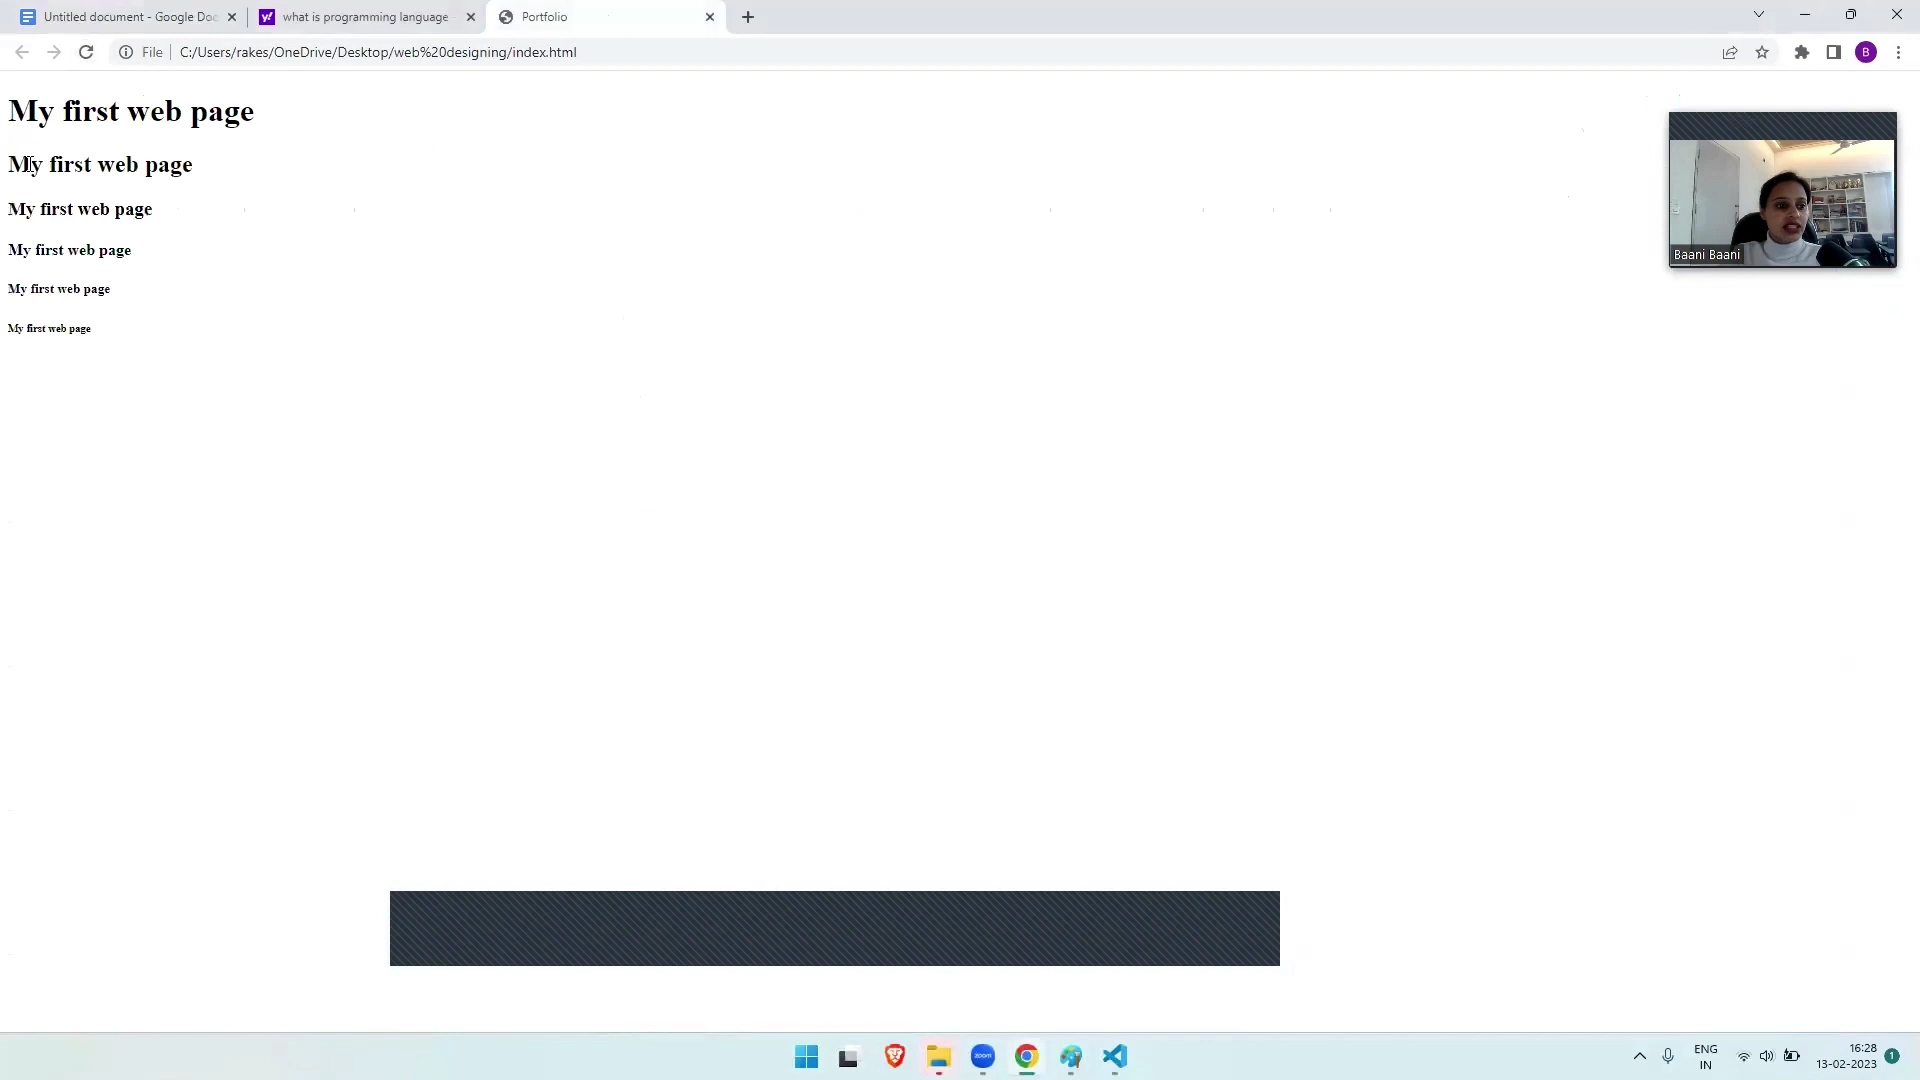 Untitled document - Google Doc
what is programming language
Portfolio
File
C:/Users/rakes/OneDrive/Desktop/web%20designing/index.html
B
My first web page
My first web page
My first web page
My first web page
My first web page
My first web page
Baani Baani
zoom
ENG
IN
16:28
13-02-2023
1